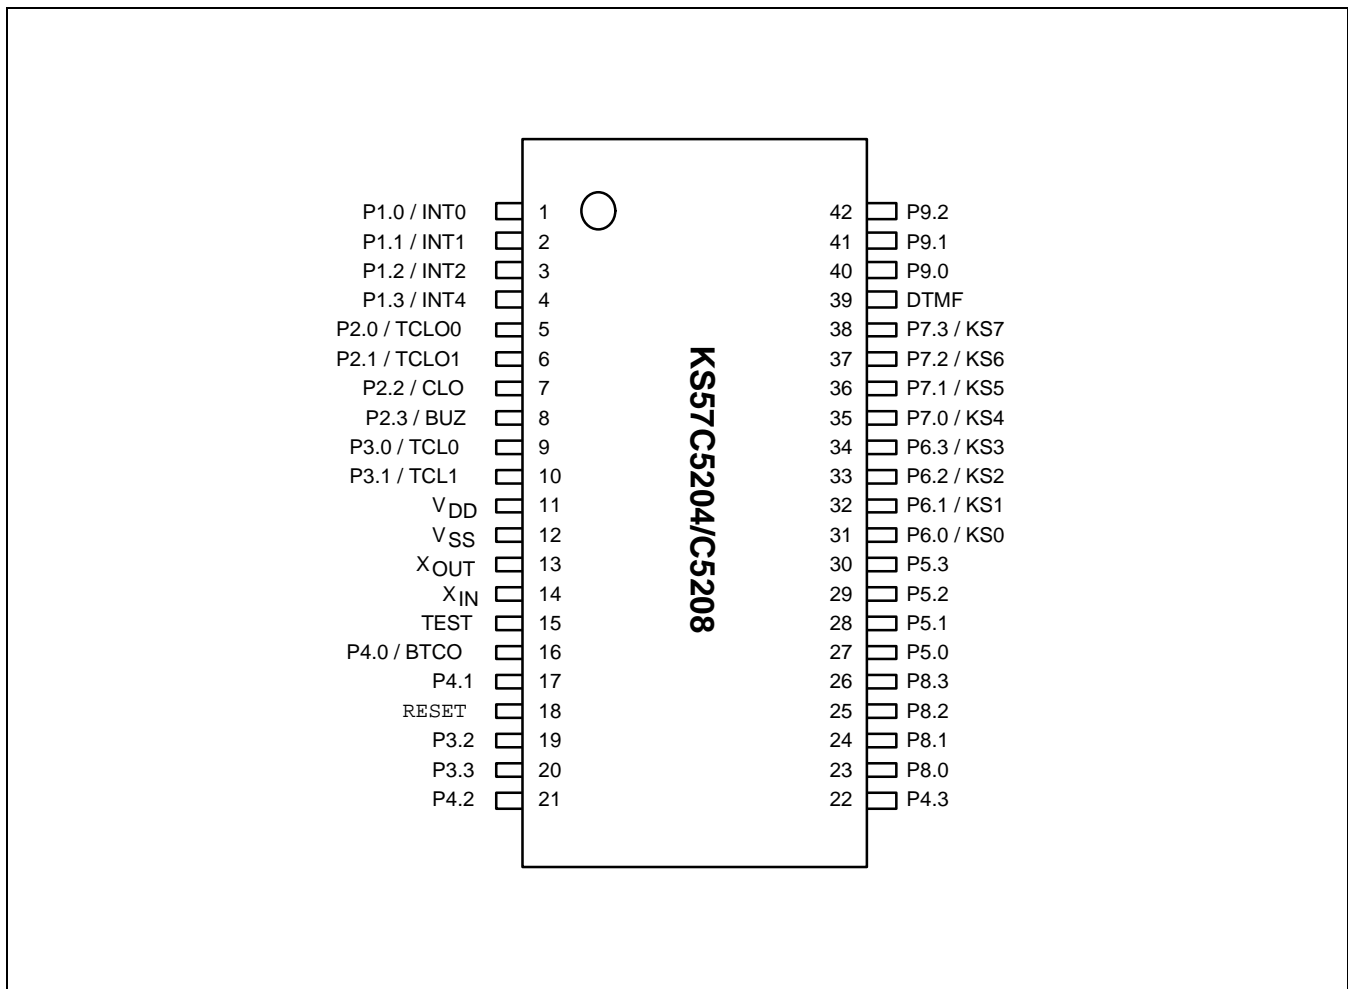 P1.0 / INT0 1 42 P9.2
P1.1 / INT1 2 41 P9.1
P1.2 / INT2 3 40 P9.0
P1.3 / INT4 4 39 DTMF
P2.0 / TCLO0 5 38 P7.3 / KS7
P2.1 / TCLO1 6 37 P7.2 / KS6
P2.2 / CLO 7 36 P7.1 / KS5
P2.3 / BUZ 8 35 P7.0 / KS4
P3.0 / TCL0 9 34 P6.3 / KS3
P3.1 / TCL1 10 33 P6.2 / KS2
VDD 11 32 P6.1 / KS1
VSS 12 31 P6.0 / KS0
XOUT 13 30 P5.3
XIN 14 29 P5.2
TEST 15 28 P5.1
P4.0 / BTCO 16 27 P5.0
P4.1 17 26 P8.3
RESET 18 25 P8.2
P3.2 19 24 P8.1
P3.3 20 23 P8.0
P4.2 21 22 P4.3
KS57C5204/C5208